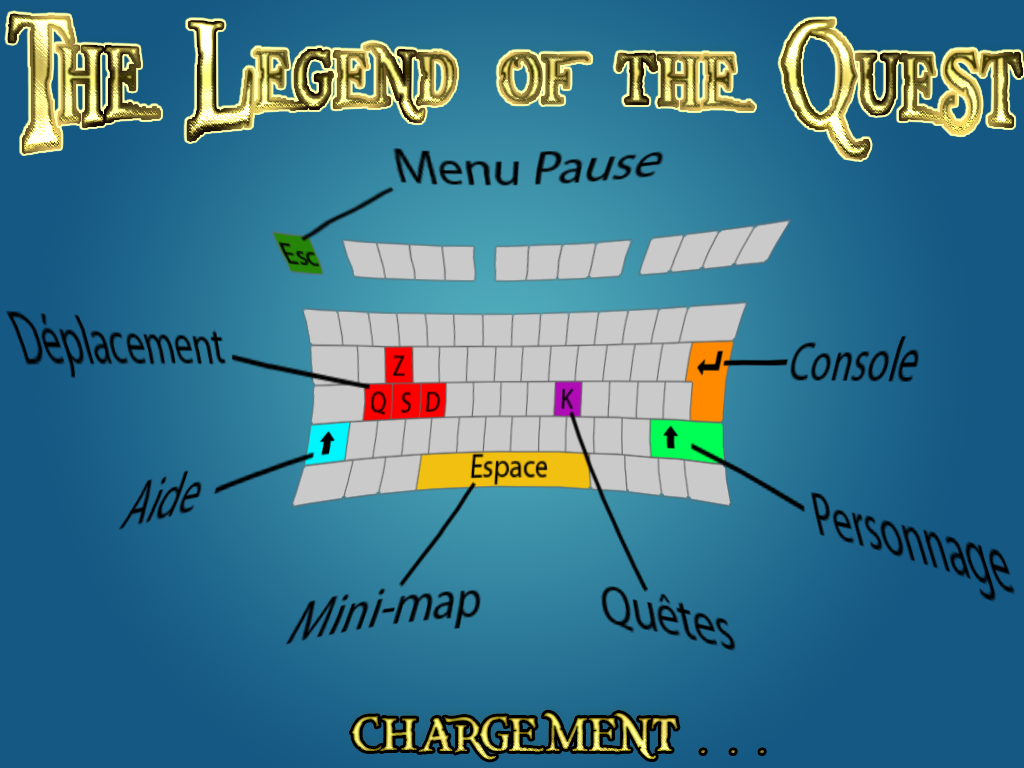 The Legend of the Quest
Menu Pause
Esc
Déplacement
Z
Console
Q S D
K
Aide
Espace
Personnage
Mini-map
Quêtes
CHARGEMENT . . .